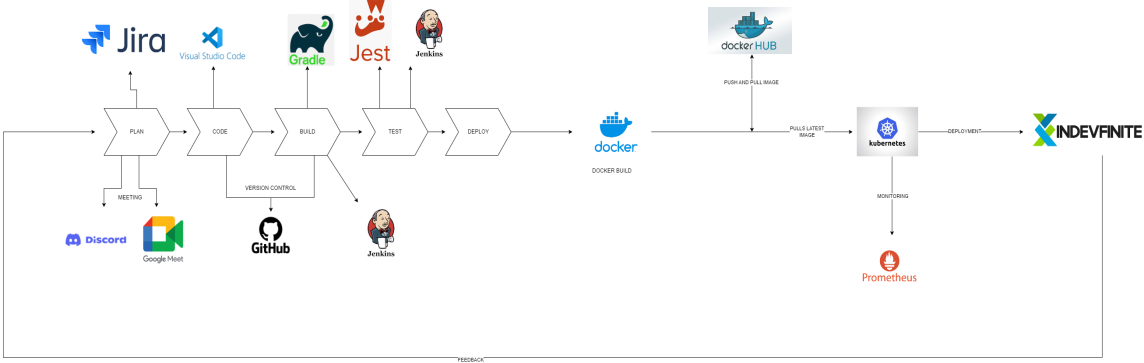 Jira
Visual Studio Code
Gradle
Jest
Jenkins
docker HUB
PUSH AND PULL IMAGE
PLAN
CODE
BUILD
TEST
DEPLOY
docker
DOCKER BUILD
PULLS LATEST
IMAGE
kubernetes
DEPLOYMENT
INDEVFINITE
MEETING
VERSION CONTROL
MONITORING
Discord
Google Meet
GitHub
Jenkins
Prometheus
FEEDBACK